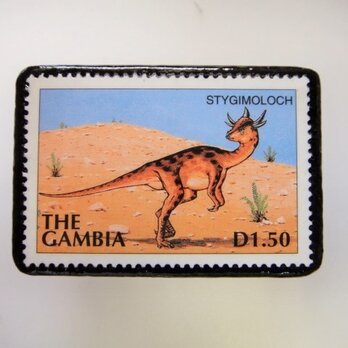 STYGIMOLOCH
THE
GAMBIA
D1.50